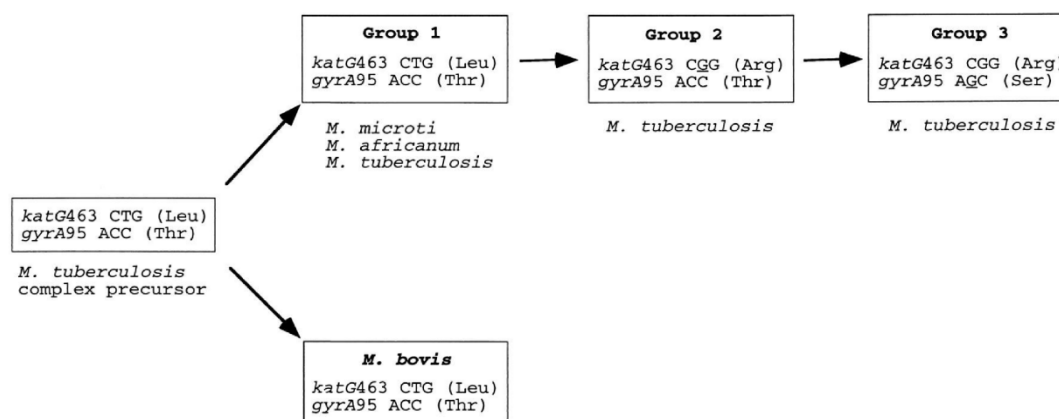 Group 1
katG463 CTG (Leu)
gyrA95 ACC (Thr)
M. microti
M. africanum
M. tuberculosis
Group 2
katG463 CGG (Arg)
gyrA95 ACC (Thr)
M. tuberculosis
Group 3
katG463 CGG (Arg)
gyrA95 AGC (Ser)
M. tuberculosis
katG463 CTG (Leu)
gyrA95 ACC (Thr)
M. tuberculosis
complex precursor
M. bovis
katG463 CTG (Leu)
gyrA95 ACC (Thr)